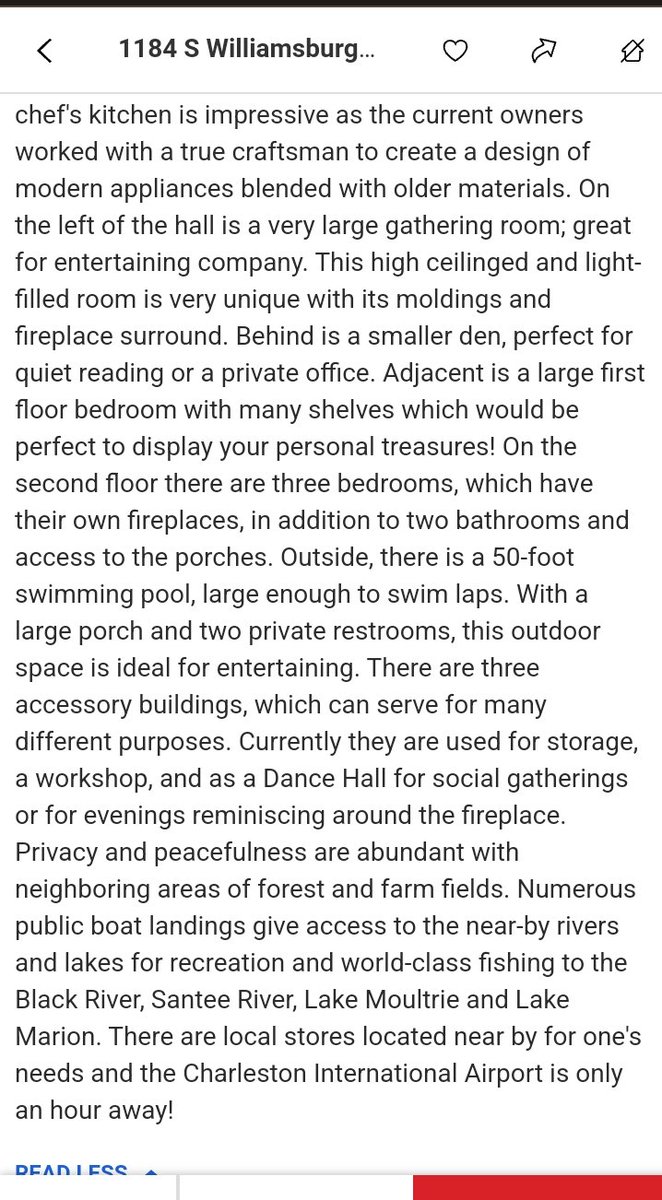 1184 S Williamsburg...
chef's kitchen is impressive as the current owners
worked with a true craftsman to create a design of
modern appliances blended with older materials. On
the left of the hall is a very large gathering room; great
for entertaining company. This high ceilinged and light-
filled room is very unique with its moldings and
fireplace surround. Behind is a smaller den, perfect for
quiet reading or a private office. Adjacent is a large first
floor bedroom with many shelves which would be
perfect to display your personal treasures! On the
second floor there are three bedrooms, which have
their own fireplaces, in addition to two bathrooms and
access to the porches. Outside, there is a 50-foot
swimming pool, large enough to swim laps. With a
large porch and two private restrooms, this outdoor
space is ideal for entertaining. There are three
accessory buildings, which can serve for many
different purposes. Currently they are used for storage,
a workshop, and as a Dance Hall for social gatherings
or for evenings reminiscing around the fireplace.
Privacy and peacefulness are abundant with
neighboring areas of forest and farm fields. Numerous
public boat landings give access to the near-by rivers
and lakes for recreation and world-class fishing to the
Black River, Santee River, Lake Moultrie and Lake
Marion. There are local stores located near by for one's
needs and the Charleston International Airport is only
an hour away!
READ LESS